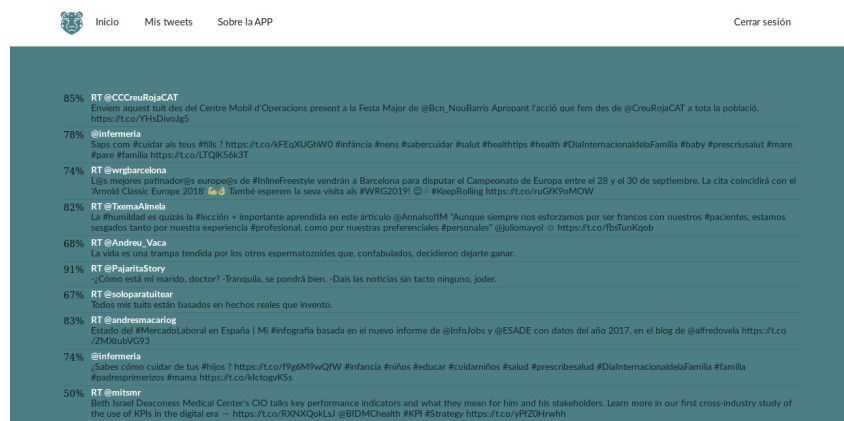 Inicio Mis tweets Sobre la APP Cerrar sesión
85% RT @CCCreuRojaCAT
Enviem aquest tuit des del Centre Mobil d'Operacions present a la Festa Major de @Bcn_NouBarris Apropant l'acció que fem des de @CreuRojaCAT a tota la població.
https://t.co/YHsDivoJg5
78% @infermeria
Saps com #cuidar als teus #fills ? https://t.co/kFEqXUGhW0 #infància #nens #sabercuidar #salut #healthtips #health #DiaInternacionaldelaFamilia #baby #prescriusalut #mare
#pare #familia https://t.co/LTQlK56k3T
74% RT @wrgbarcelona
L@s mejores patinador@s europe@s de #InlineFreestyle vendrán a Barcelona para disputar el Campeonato de Europa entre el 28 y el 30 de septiembre. La cita coincidirá con el
'Arnold Classic Europe 2018' 💪👌 També esperem la seva visita als #WRG2019! 😉👌 #KeepRolling https://t.co/ruGfK9oMOW
82% RT @TxemaAlmela
La #humildad es quizás la #lección + importante aprendida en este ártículo @AnnalsofIM "Aunque siempre nos esforzamos por ser francos con nuestros #pacientes, estamos
sesgados tanto por nuestra experiencia #profesional, como por nuestras preferenciales #personales" @juliomayol ☺ https://t.co/fbsTunKqob
68% RT @Andreu_Vaca
La vida es una trampa tendida por los otros espermatozoides que, confabulados, decidieron dejarte ganar.
91% RT @PajaritaStory
-¿Cómo está mi marido, doctor? -Tranquila, se pondrá bien. -Dais las noticias sin tacto ninguno, joder.
67% RT @soloparatuitear
Todos mis tuits están basados en hechos reales que invento.
83% RT @andresmacariog
Estado del #MercadoLaboral en España | Mi #infografía basada en el nuevo informe de @InfoJobs y @ESADE con datos del año 2017, en el blog de @alfredovela https://t.co
/ZMXtubVG93
74% @infermeria
¿Sabes cómo cuidar de tus #hijos ? https://t.co/f9g6M9wQfW #infancia #niños #educar #cuidarniños #salud #prescribesalud #DiaInternacionaldelaFamilia #familia
#padresprimerizos #mama https://t.co/kIctogvKSs
50% RT @mitsmr
Beth Israel Deaconess Medical Center's CIO talks key performance indicators and what they mean for him and his stakeholders. Learn more in our first cross-industry study of
the use of KPIs in the digital era → https://t.co/RXNXQokLsJ @BIDMChealth #KPI #Strategy https://t.co/yPfZ0Hrwhh